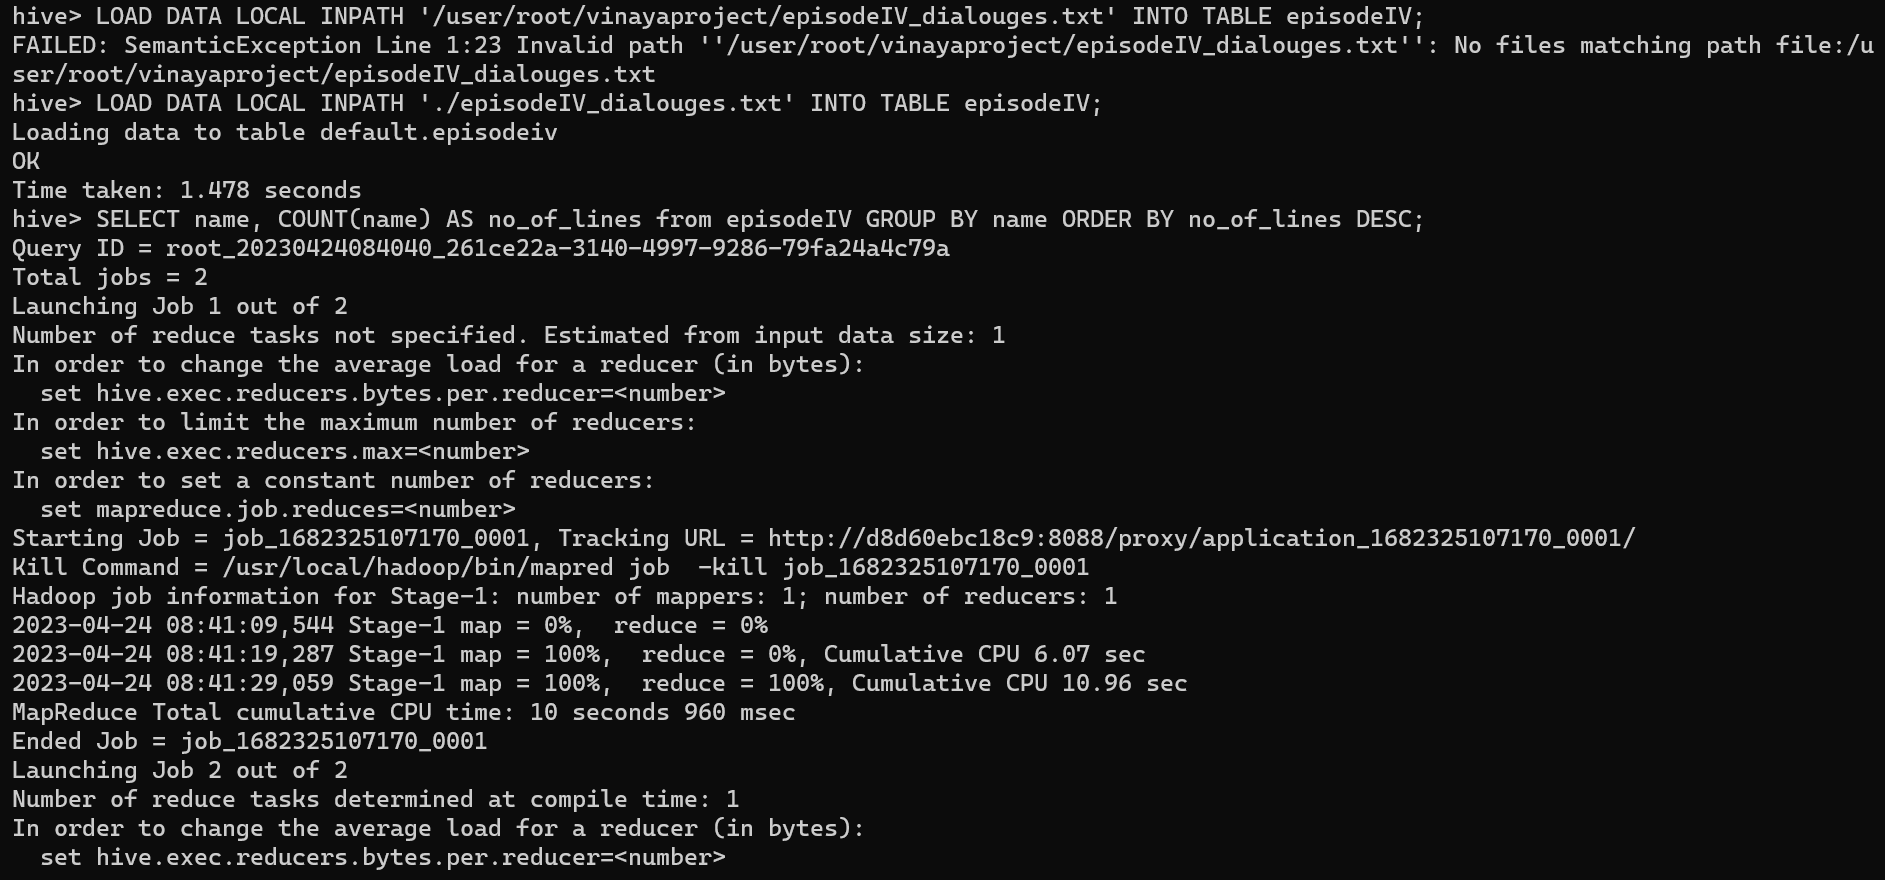 hive> LOAD DATA LOCAL INPATH '/user/root/vinayaproject/episodeIV_dialouges.txt' INTO TABLE episodeIV;
FAILED: SemanticException Line 1:23 Invalid path ''/user/root/vinayaproject/episodeIV_dialouges.txt'': No files matching path file:/u
ser/root/vinayaproject/episodeIV_dialouges.txt
hive> LOAD DATA LOCAL INPATH './episodeIV_dialouges.txt' INTO TABLE episodeIV;
Loading data to table default.episodeiv
OK
Time taken: 1.478 seconds
hive> SELECT name, COUNT(name) AS no_of_lines from episodeIV GROUP BY name ORDER BY no_of_lines DESC;
Query ID = root_20230424084040_261ce22a-3140-4997-9286-79fa24a4c79a
Total jobs = 2
Launching Job 1 out of 2
Number of reduce tasks not specified. Estimated from input data size: 1
In order to change the average load for a reducer (in bytes):
  set hive.exec.reducers.bytes.per.reducer=<number>
In order to limit the maximum number of reducers:
  set hive.exec.reducers.max=<number>
In order to set a constant number of reducers:
  set mapreduce.job.reduces=<number>
Starting Job = job_1682325107170_0001, Tracking URL = http://d8d60ebc18c9:8088/proxy/application_1682325107170_0001/
Kill Command = /usr/local/hadoop/bin/mapred job  -kill job_1682325107170_0001
Hadoop job information for Stage-1: number of mappers: 1; number of reducers: 1
2023-04-24 08:41:09,544 Stage-1 map = 0%,  reduce = 0%
2023-04-24 08:41:19,287 Stage-1 map = 100%,  reduce = 0%, Cumulative CPU 6.07 sec
2023-04-24 08:41:29,059 Stage-1 map = 100%,  reduce = 100%, Cumulative CPU 10.96 sec
MapReduce Total cumulative CPU time: 10 seconds 960 msec
Ended Job = job_1682325107170_0001
Launching Job 2 out of 2
Number of reduce tasks determined at compile time: 1
In order to change the average load for a reducer (in bytes):
  set hive.exec.reducers.bytes.per.reducer=<number>